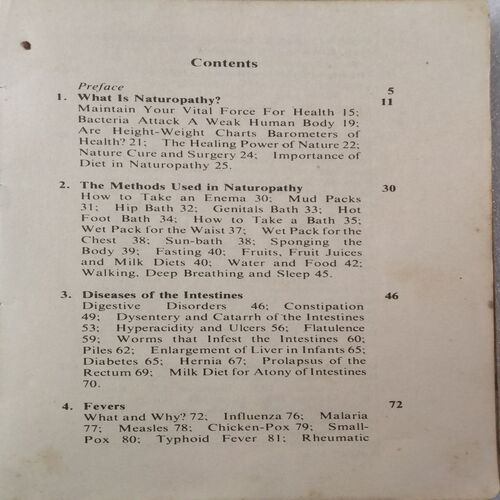 Contents
Preface 5
1. What Is Naturopathy? 11
Maintain Your Vital Force For Health 15;
Bacteria Attack A Weak Human Body 19;
Are Height-Weight Charts Barometers of
Health? 21; The Healing Power of Nature 22;
Nature Cure and Surgery 24; Importance of
Diet in Naturopathy 25.
2. The Methods Used in Naturopathy 30
How to Take an Enema 30; Mud Packs
31; Hip Bath 32; Genitals Bath 33; Hot
Foot Bath 34; How to Take a Bath 35;
Wet Pack for the Waist 37; Wet Pack for the
Chest 38; Sun-bath 38; Sponging the
Body 39; Fasting 40; Fruits, Fruit Juices
and Milk Diets 40; Water and Food 42;
Walking, Deep Breathing and Sleep 45.
3. Diseases of the Intestines 46
Digestive Disorders 46; Constipation
49; Dysentery and Catarrh of the Intestines
53; Hyperacidity and Ulcers 56; Flatulence
59; Worms that Infest the Intestines 60;
Piles 62; Enlargement of Liver in Infants 65;
Diabetes 65; Hernia 67; Prolapsus of the
Rectum 69; Milk Diet for Atony of Intestines
70.
4. Fevers 72
What and Why? 72; Influenza 76; Malaria
77; Measles 78; Chicken-Pox 79; Small-
Pox 80; Typhoid Fever 81; Rheumatic